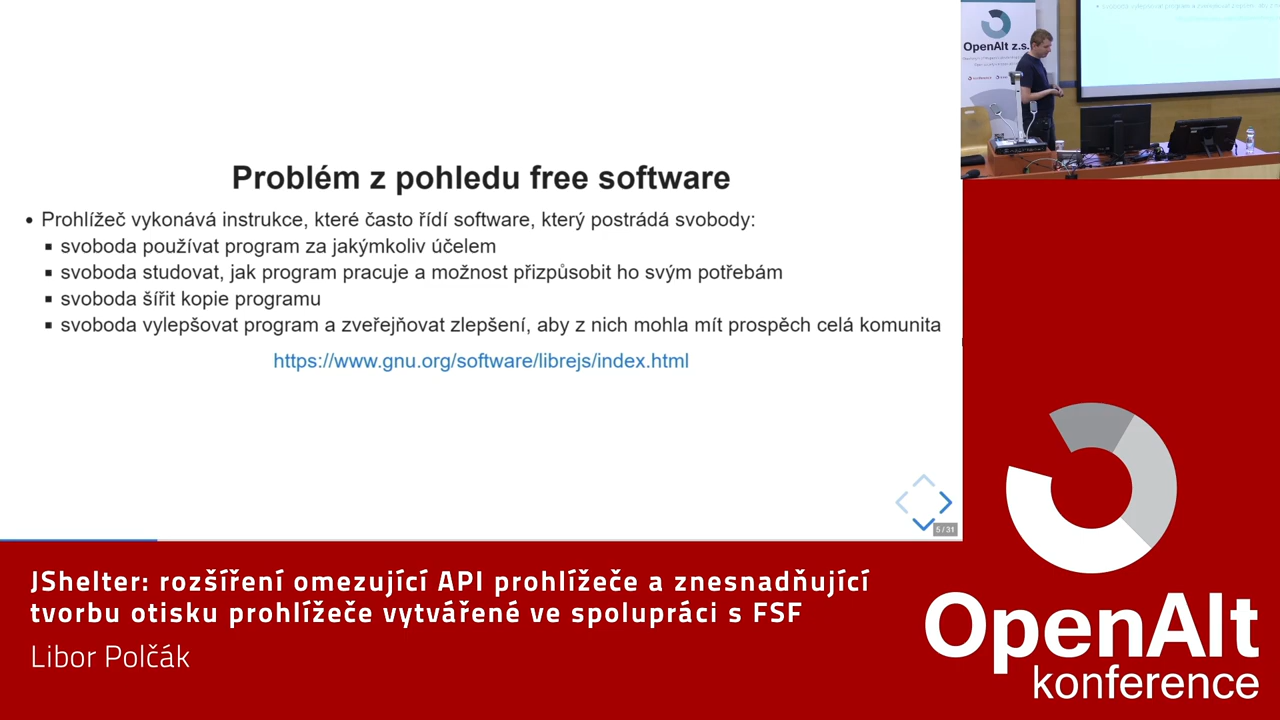 Problém z pohledu free software
• Prohlížeč vykonává instrukce, které často řídí software, který postrádá svobody:
▪ svoboda používat program za jakýmkoliv účelem
▪ svoboda studovat, jak program pracuje a možnost přizpůsobit ho svým potřebám
▪ svoboda šířit kopie programu
▪ svoboda vylepšovat program a zveřejňovat zlepšení, aby z nich mohla mít prospěch celá komunita
https://www.gnu.org/software/librejs/index.html
5 / 31
OpenAlt z.s.
JShelter: rozšíření omezující API prohlížeče a znesnadňující
tvorbu otisku prohlížeče vytvářené ve spolupráci s FSF
Libor Polčák
OpenAlt
konference